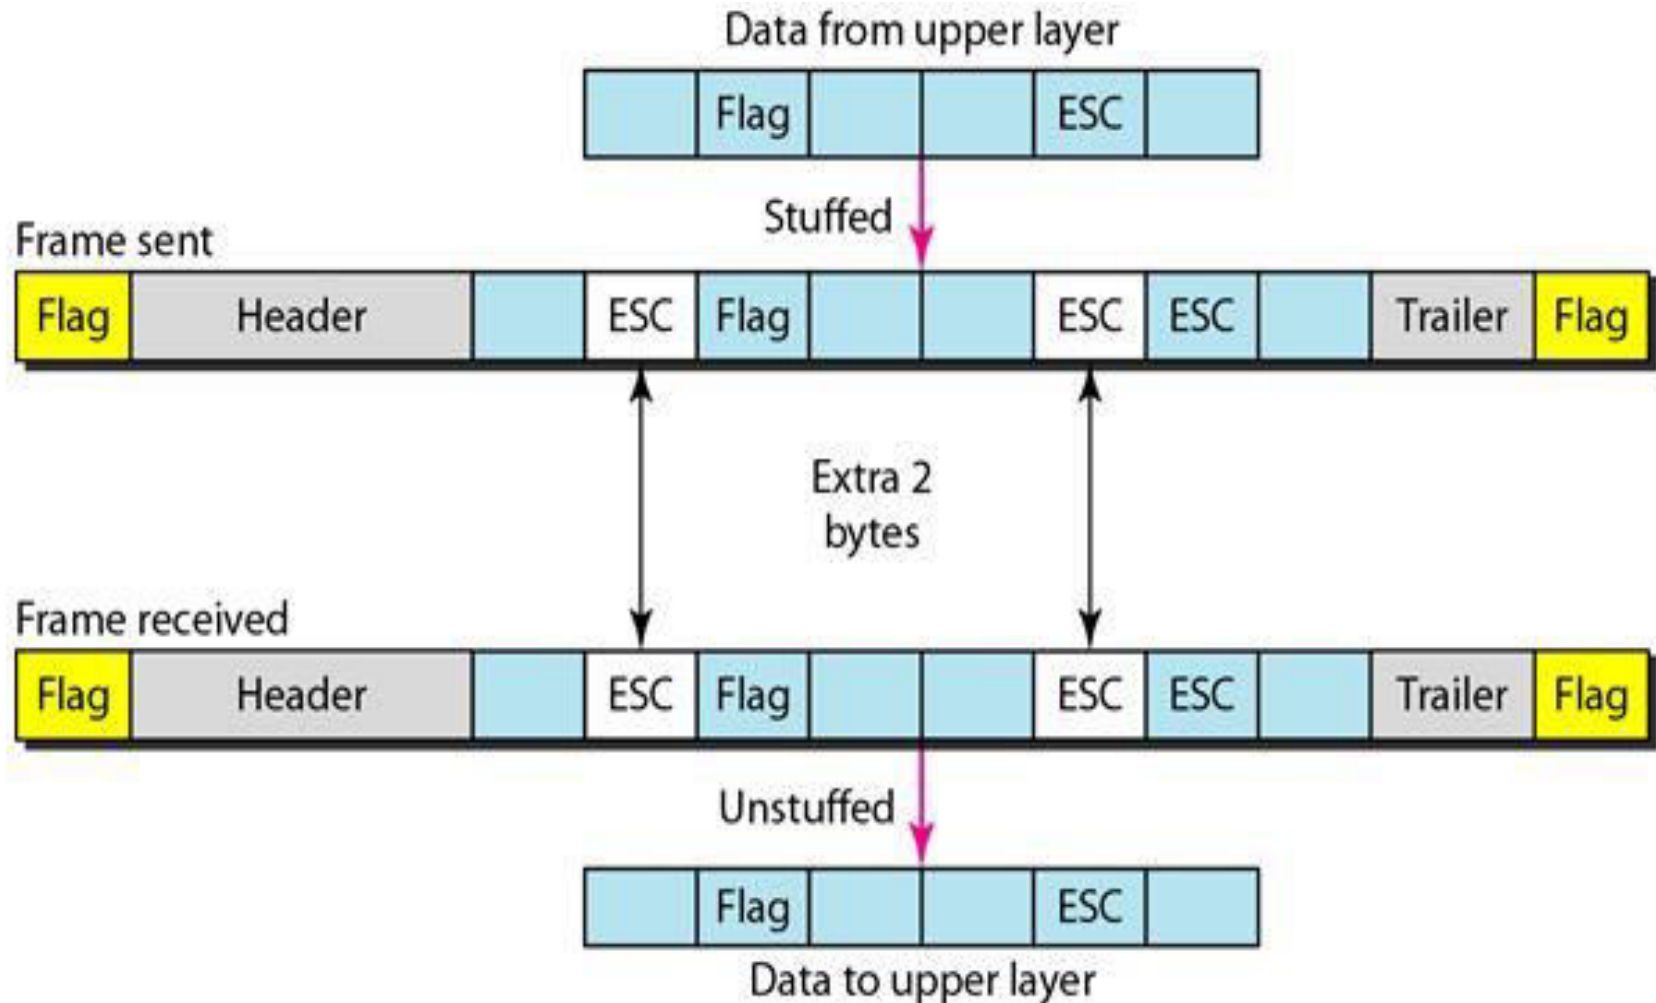 Data from upper layer
Flag ESC
Stuffed
Frame sent
Flag Header ESC Flag ESC ESC Trailer Flag
Extra 2
bytes
Frame received
Flag Header ESC Flag ESC ESC Trailer Flag
Unstuffed
Flag ESC
Data to upper layer